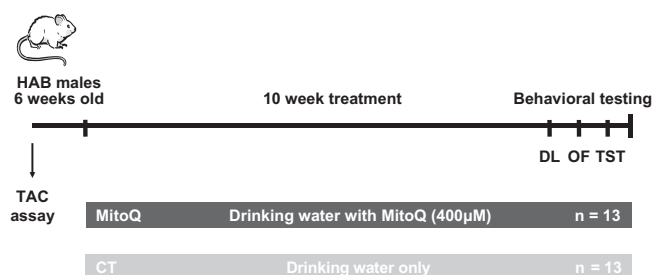 HAB males
6 weeks old
10 week treatment
Behavioral testing
DL OF TST
TAC
assay
MitoQ Drinking water with MitoQ (400µM) n = 13
CT Drinking water only n = 13